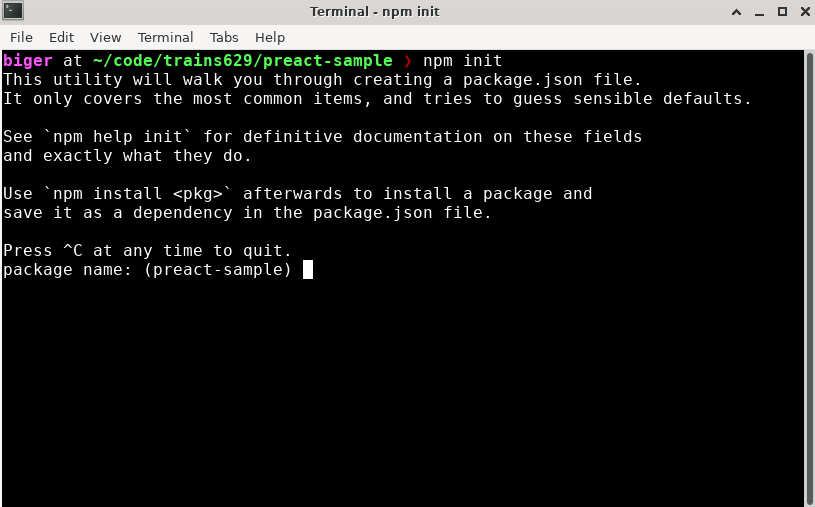 Terminal - npm init
File Edit View Terminal Tabs Help
biger at ~/code/trains629/preact-sample ❯ npm init
This utility will walk you through creating a package.json file.
It only covers the most common items, and tries to guess sensible defaults.
See `npm help init` for definitive documentation on these fields
and exactly what they do.
Use `npm install <pkg>` afterwards to install a package and
save it as a dependency in the package.json file.
Press ^C at any time to quit.
package name: (preact-sample)